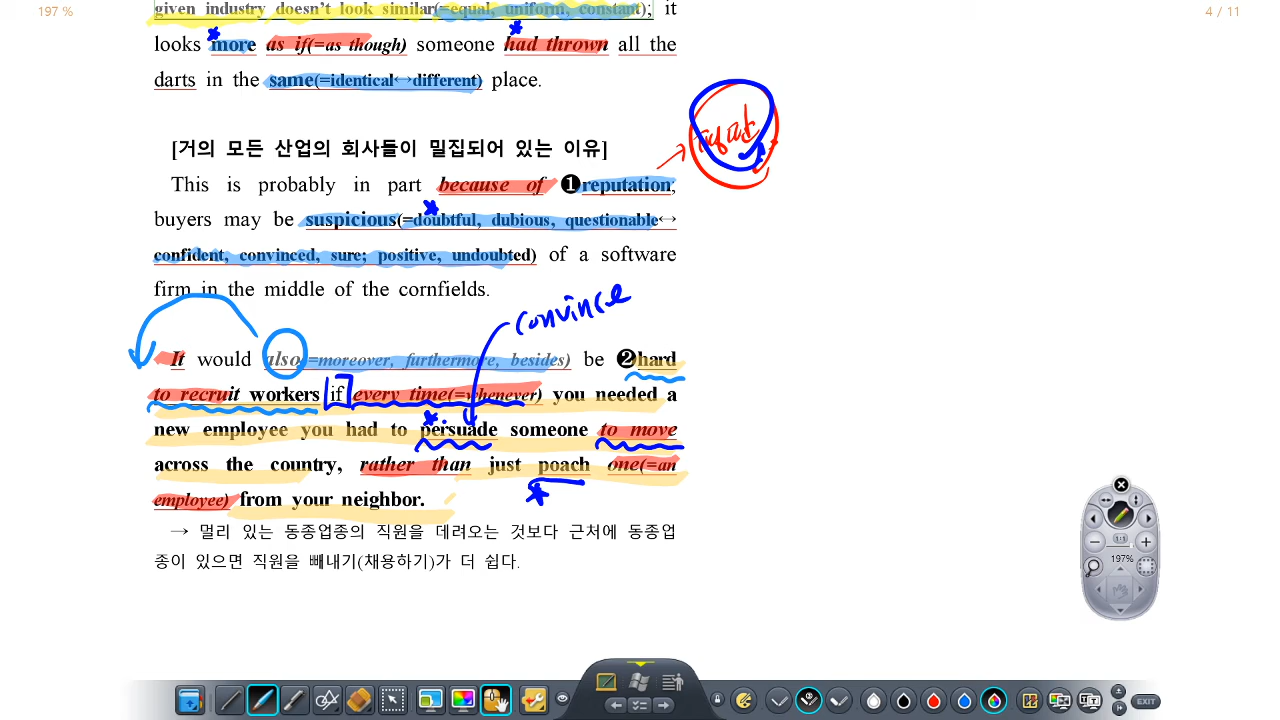 197 %
4 / 11
given industry doesn't look similar(=equal, uniform, constant); it
looks more as if(=as though) someone had thrown all the
darts in the same(=identical↔different) place.
[거의 모든 산업의 회사들이 밀집되어 있는 이유]
This is probably in part because of ❶reputation;
buyers may be suspicious(=doubtful, dubious, questionable↔
confident, convinced, sure; positive, undoubted) of a software
firm in the middle of the cornfields.
convince
It would also(=moreover, furthermore, besides) be ❷hard
to recruit workers if every time(=whenever) you needed a
new employee you had to persuade someone to move
across the country, rather than just poach one(=an
employee) from your neighbor.
→ 멀리 있는 동종업종의 직원을 데려오는 것보다 근처에 동종업
종이 있으면 직원을 빼내기(채용하기)가 더 쉽다.
1:1
197%
EXIT